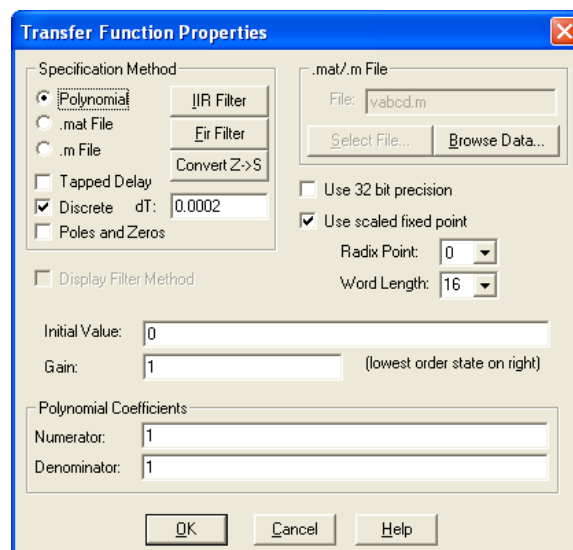 Transfer Function Properties
Specification Method
Polynomial
IIR Filter
.mat File
Fir Filter
.m File
Convert Z->S
Tapped Delay
Discrete dT: 0.0002
Poles and Zeros
.mat/.m File
File: vabcd.m
Select File... Browse Data...
Use 32 bit precision
Use scaled fixed point
Radix Point: 0
Word Length: 16
Display Filter Method
Initial Value: 0
Gain: 1 (lowest order state on right)
Polynomial Coefficients
Numerator: 1
Denominator: 1
OK Cancel Help